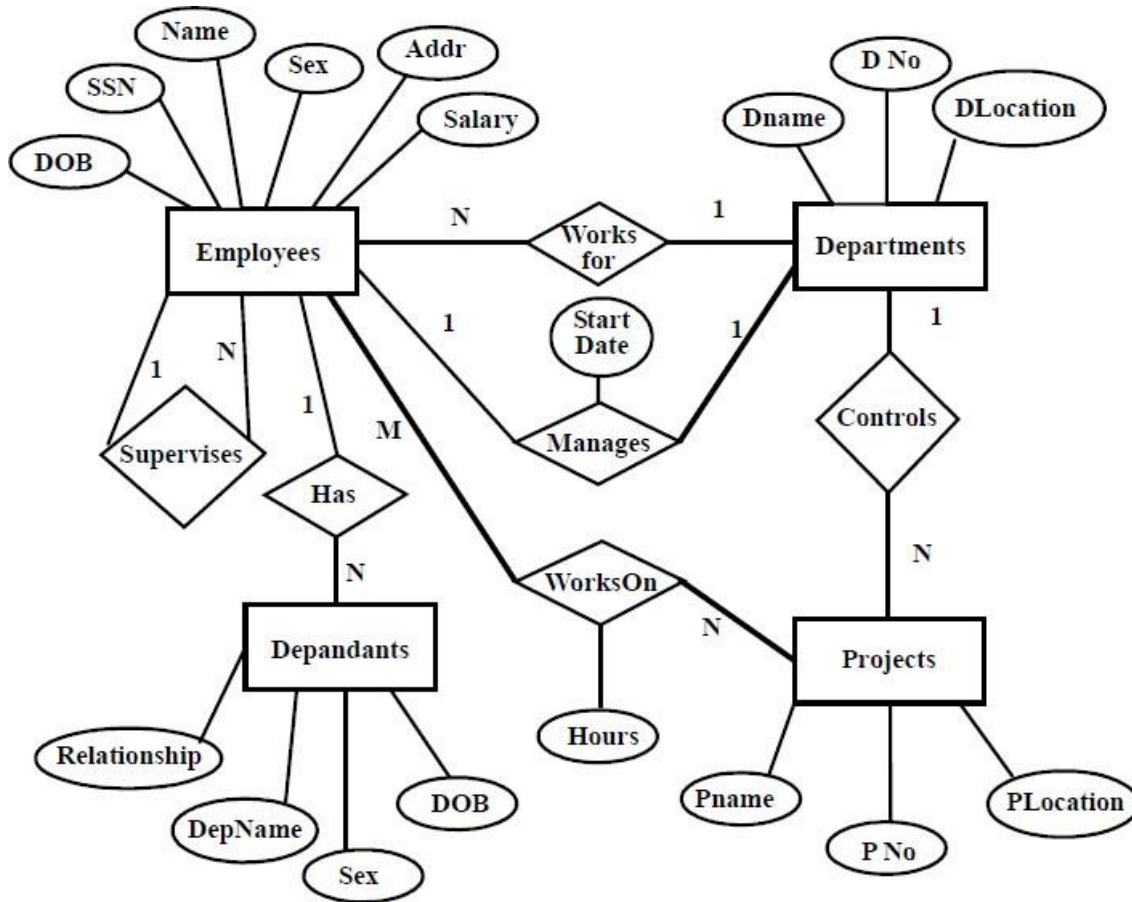 Name
Sex
Addr
D No
SSN
Salary
Dname
DLocation
DOB
N
1
Employees
Works
for
Departments
Start
Date
1
1
1
1
N
1
M
Supervises
Has
Manages
Controls
N
WorksOn
N
N
Depandants
Projects
Relationship
DepName
Sex
DOB
Hours
Pname
P No
PLocation